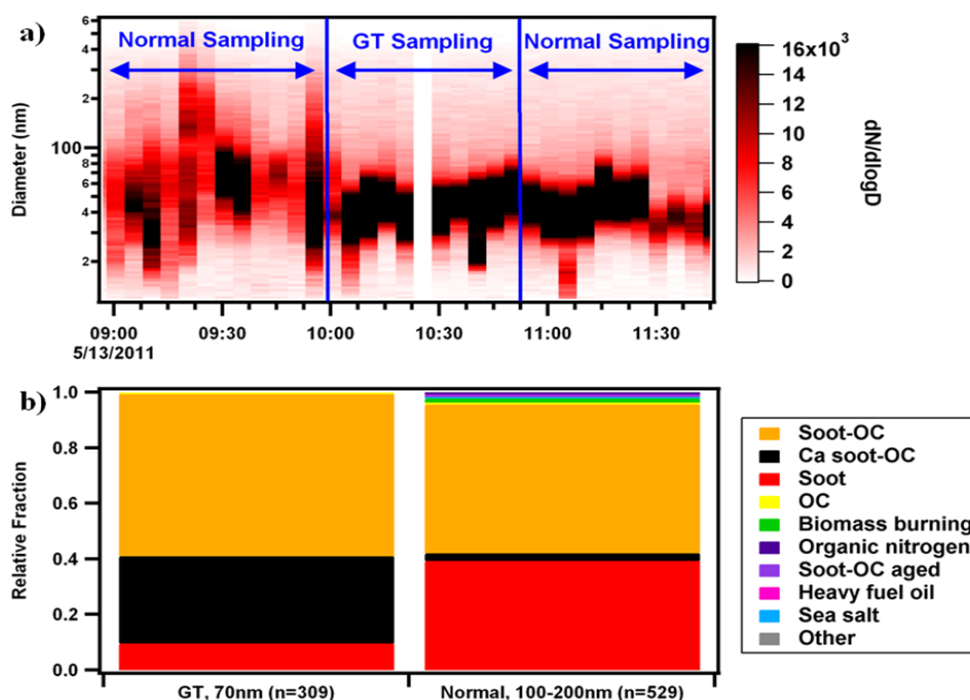 a)
Normal Sampling
GT Sampling
Normal Sampling
6
4
2
100
8
6
4
2
Diameter (nm)
09:00
09:30
10:00
10:30
11:00
11:30
5/13/2011
16x10³
14
12
10
8
6
4
2
0
dN/dlogD
b)
1.0
0.8
0.6
0.4
0.2
0.0
Relative Fraction
GT, 70nm (n=309)
Normal, 100-200nm (n=529)
Soot-OC
Ca soot-OC
Soot
OC
Biomass burning
Organic nitrogen
Soot-OC aged
Heavy fuel oil
Sea salt
Other